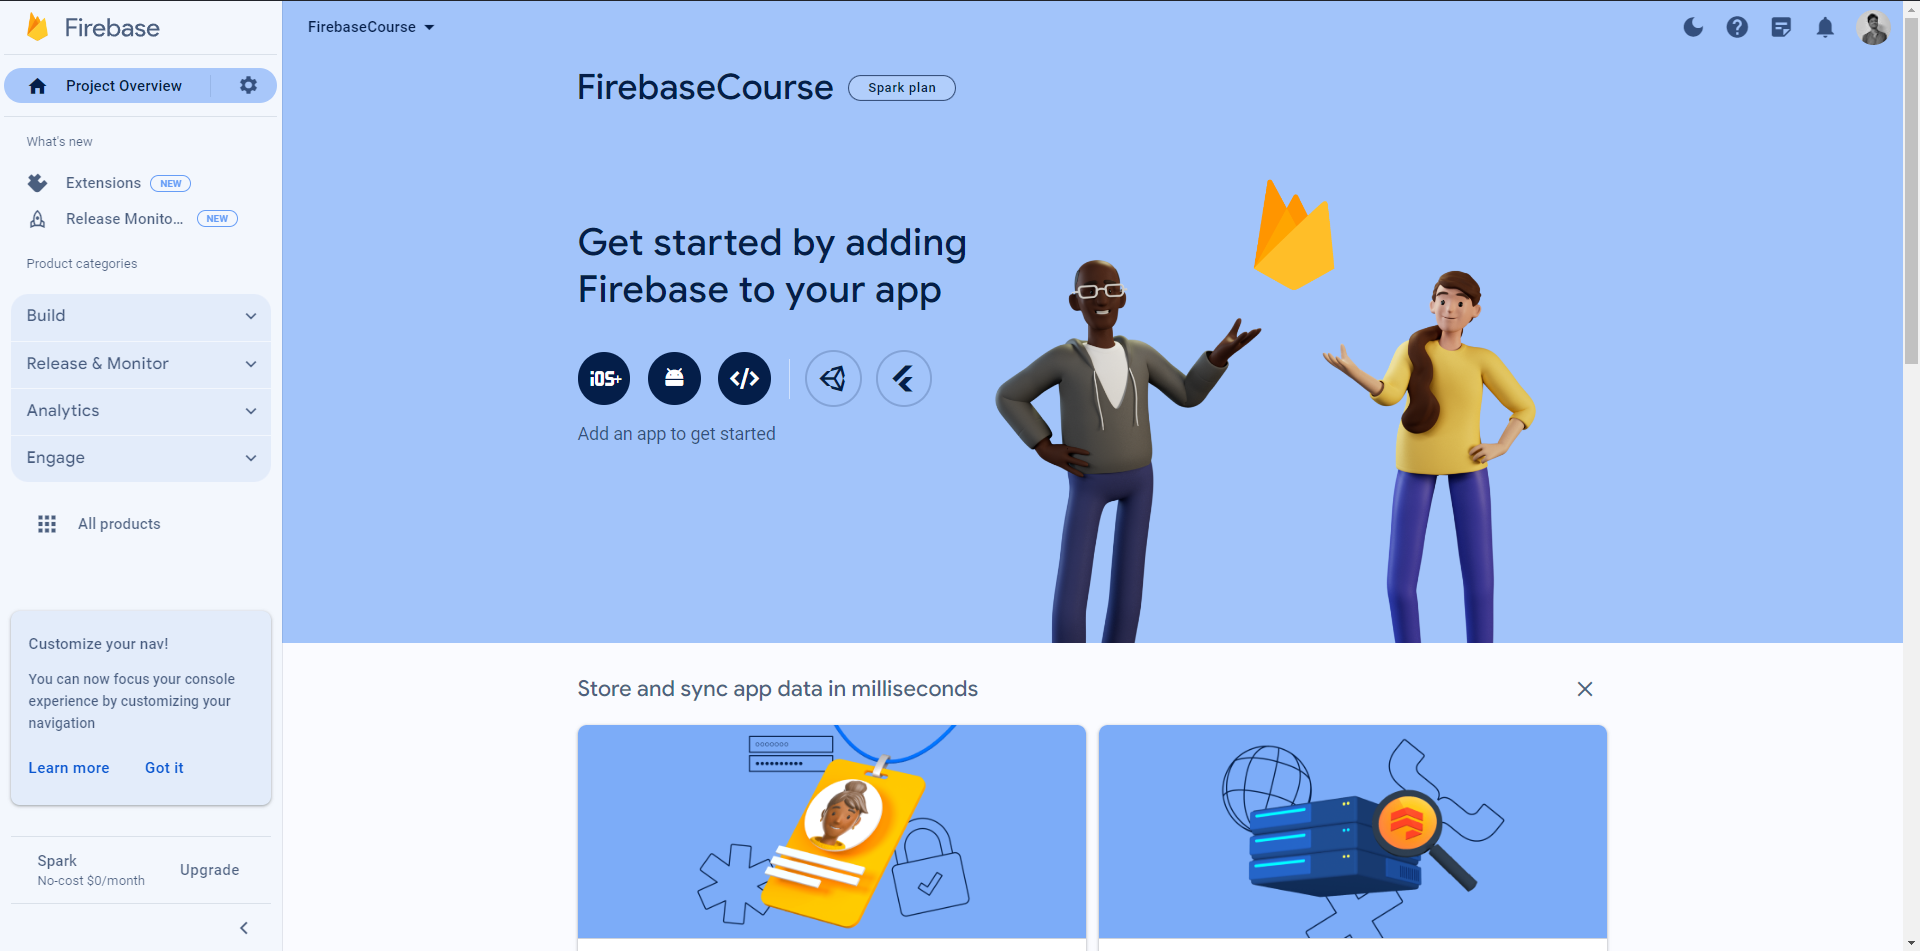 Firebase
Project Overview
What's new
Extensions NEW
Release Monito... NEW
Product categories
Build
Release & Monitor
Analytics
Engage
All products
Customize your nav!
You can now focus your console
experience by customizing your
navigation
Learn more Got it
Spark
No-cost $0/month
Upgrade
FirebaseCourse
FirebaseCourse Spark plan
Get started by adding
Firebase to your app
iOS+
Add an app to get started
Store and sync app data in milliseconds